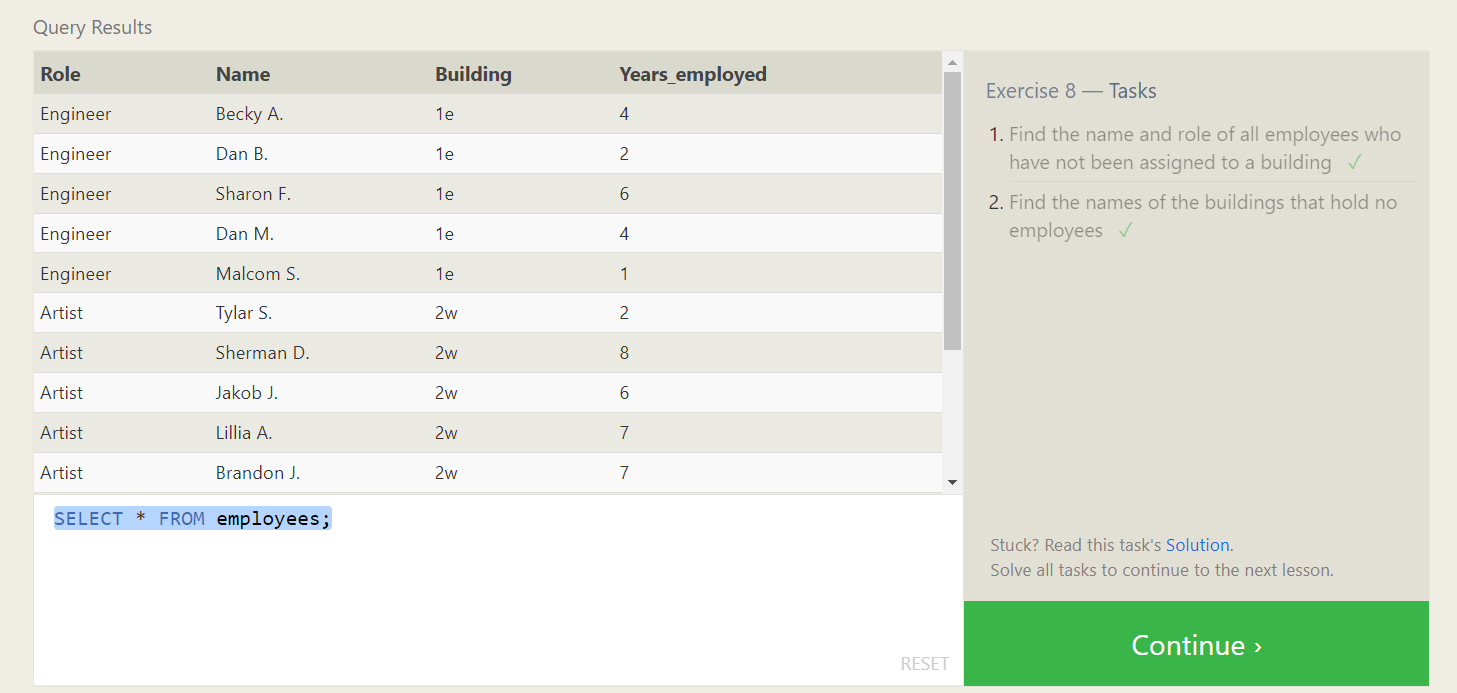 Query Results
Role Name Building Years_employed
Engineer Becky A. 1e 4
Engineer Dan B. 1e 2
Engineer Sharon F. 1e 6
Engineer Dan M. 1e 4
Engineer Malcom S. 1e 1
Artist Tylar S. 2w 2
Artist Sherman D. 2w 8
Artist Jakob J. 2w 6
Artist Lillia A. 2w 7
Artist Brandon J. 2w 7
SELECT * FROM employees;
RESET
Exercise 8 — Tasks
1. Find the name and role of all employees who
have not been assigned to a building ✓
2. Find the names of the buildings that hold no
employees ✓
Stuck? Read this task's Solution.
Solve all tasks to continue to the next lesson.
Continue ›